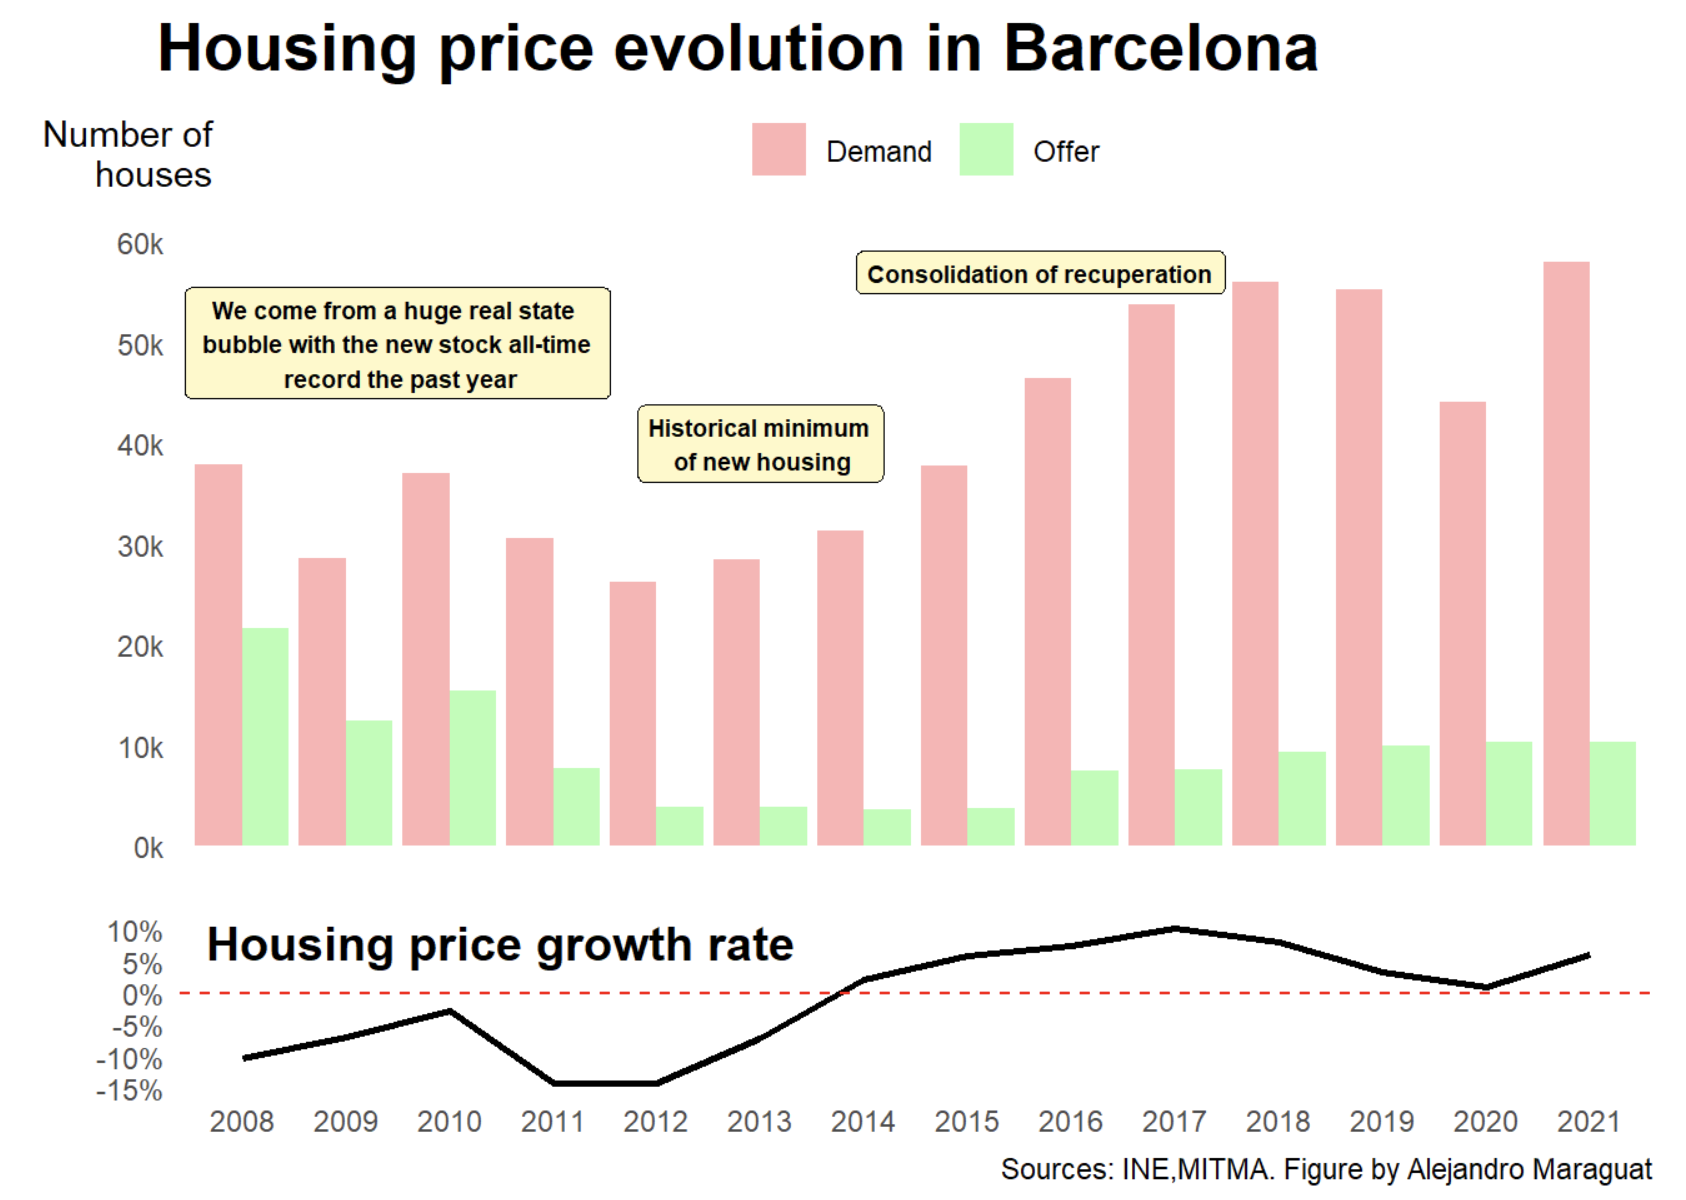 Housing price evolution in Barcelona
Number of
houses
Demand
Offer
60k
50k
40k
30k
20k
10k
0k
We come from a huge real state
bubble with the new stock all-time
record the past year
Historical minimum
of new housing
Consolidation of recuperation
Housing price growth rate
10%
5%
0%
-5%
-10%
-15%
2008 2009 2010 2011 2012 2013 2014 2015 2016 2017 2018 2019 2020 2021
Sources: INE,MITMA. Figure by Alejandro Maraguat